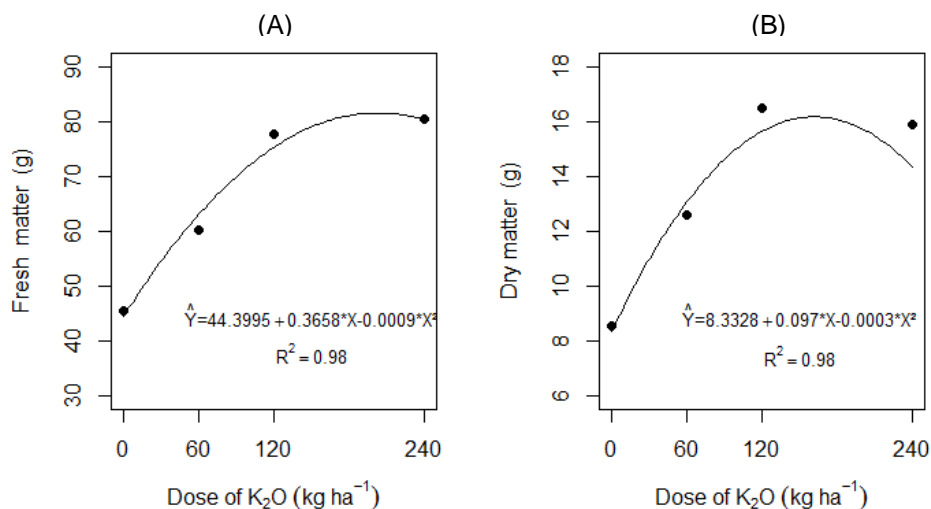 (A)
90
80
70
60
50
40
30
Fresh matter (g)
Ŷ=44.3995+0.3658*X-0.0009*X²
R² = 0.98
0 60 120 240
Dose of K₂O (kg ha⁻¹)
(B)
18
16
14
12
10
8
6
Dry matter (g)
Ŷ=8.3328+0.097*X-0.0003*X²
R² = 0.98
0 60 120 240
Dose of K₂O (kg ha⁻¹)